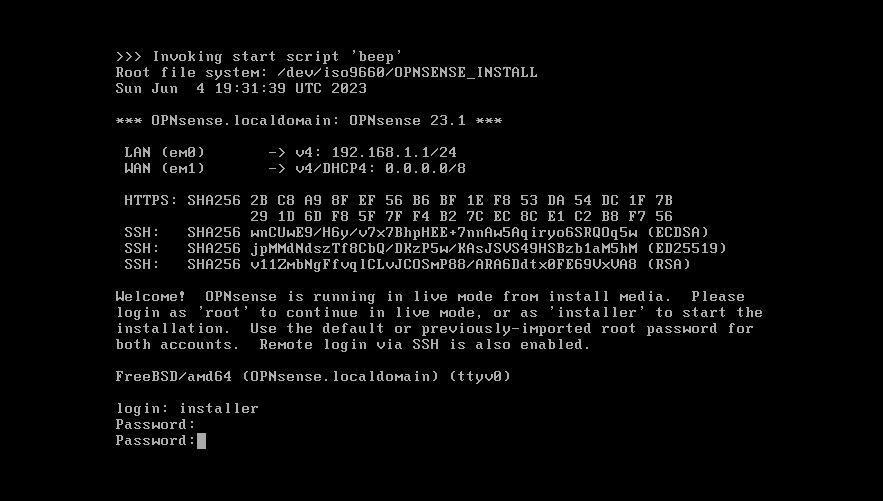 >>> Invoking start script 'beep'
Root file system: /dev/iso9660/OPNSENSE_INSTALL
Sun Jun  4 19:31:39 UTC 2023
*** OPNsense.localdomain: OPNsense 23.1 ***
LAN (em0)       -> v4: 192.168.1.1/24
WAN (em1)       -> v4/DHCP4: 0.0.0.0/8
HTTPS: SHA256 2B C8 A9 8F EF 56 B6 BF 1E F8 53 DA 54 DC 1F 7B
29 1D 6D F8 5F 7F F4 B2 7C EC 8C E1 C2 B8 F7 56
SSH:   SHA256 wnCUwE9/H6y/v7x7BhpHEE+7nnAw5Aqiryo6SRQOq5w (ECDSA)
SSH:   SHA256 jpMMdNdszTf8CbQ/DKzP5w/KAsJSVS49HSBzb1aM5hM (ED25519)
SSH:   SHA256 v11ZmbNgFfvqlCLvJCOSmP88/ARA6Ddtx0FE69VxVA8 (RSA)
Welcome!  OPNsense is running in live mode from install media.  Please
login as 'root' to continue in live mode, or as 'installer' to start the
installation.  Use the default or previously-imported root password for
both accounts.  Remote login via SSH is also enabled.
FreeBSD/amd64 (OPNsense.localdomain) (ttyv0)
login: installer
Password:
Password: